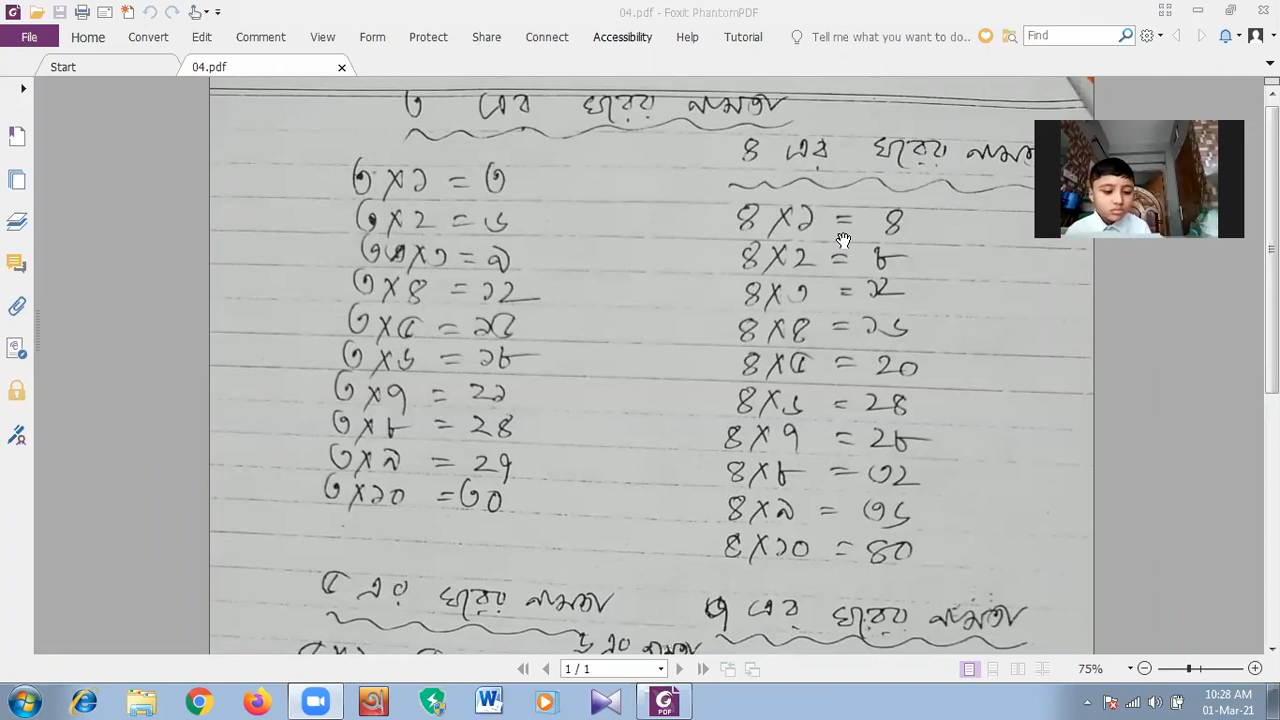 04.pdf - Foxit PhantomPDF
File Home Convert Edit Comment View Form Protect Share Connect Accessibility Help Tutorial Tell me what you want to do.. Find
Start 04.pdf
৩ এর ঘরের নামতা
৩×১ = ৩
৩×২ = ৬
৩×৩ = ৯
৩×৪ = ১২
৩×৫ = ১৫
৩×৬ = ১৮
৩×৭ = ২১
৩×৮ = ২৪
৩×৯ = ২৭
৩×১০ = ৩০
৪ এর ঘরের নামতা
৪×১ = ৪
৪×২ = ৮
৪×৩ = ১২
৪×৪ = ১৬
৪×৫ = ২০
৪×৬ = ২৪
৪×৭ = ২৮
৪×৮ = ৩২
৪×৯ = ৩৬
৪×১০ = ৪০
৫ এর ঘরের নামতা
৭ এর ঘরের নামতা
৬ এর নামতা
1 / 1
75%
10:28 AM
01-Mar-21